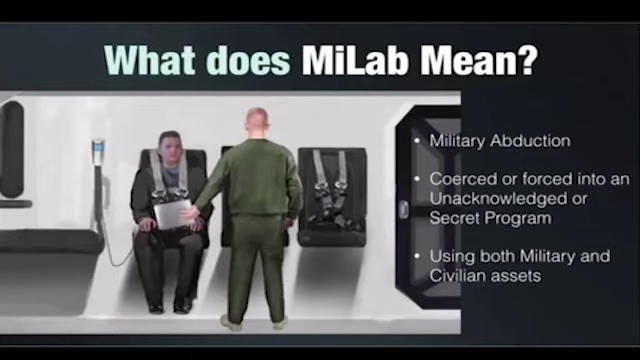 What does MiLab Mean?
• Military Abduction
• Coerced or forced into an
Unacknowledged or
Secret Program
• Using both Military and
Civilian assets